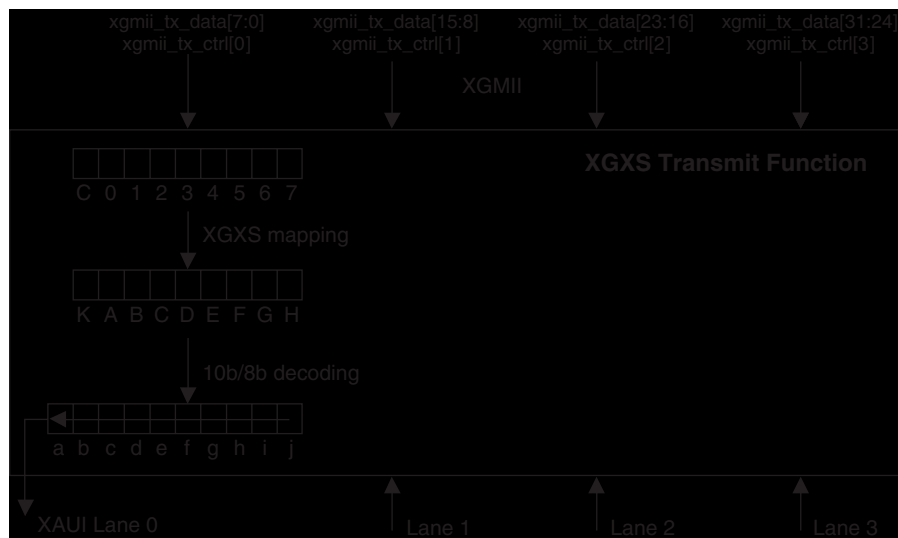 xgmii_tx_data[7:0] xgmii_tx_data[15:8] xgmii_tx_data[23:16] xgmii_tx_data[31:24]
xgmii_tx_ctrl[0] xgmii_tx_ctrl[1] xgmii_tx_ctrl[2] xgmii_tx_ctrl[3]
XGMII
XGXS Transmit Function
C 0 1 2 3 4 5 6 7
XGXS mapping
K A B C D E F G H
10b/8b decoding
a b c d e f g h i j
XAUI Lane 0 Lane 1 Lane 2 Lane 3